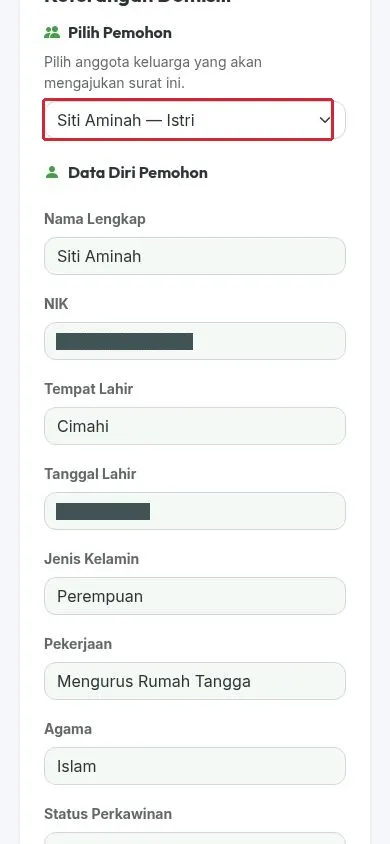 Pilih Pemohon
Pilih anggota keluarga yang akan
mengajukan surat ini.
Siti Aminah — Istri
Data Diri Pemohon
Nama Lengkap
Siti Aminah
NIK
Tempat Lahir
Cimahi
Tanggal Lahir
Jenis Kelamin
Perempuan
Pekerjaan
Mengurus Rumah Tangga
Agama
Islam
Status Perkawinan